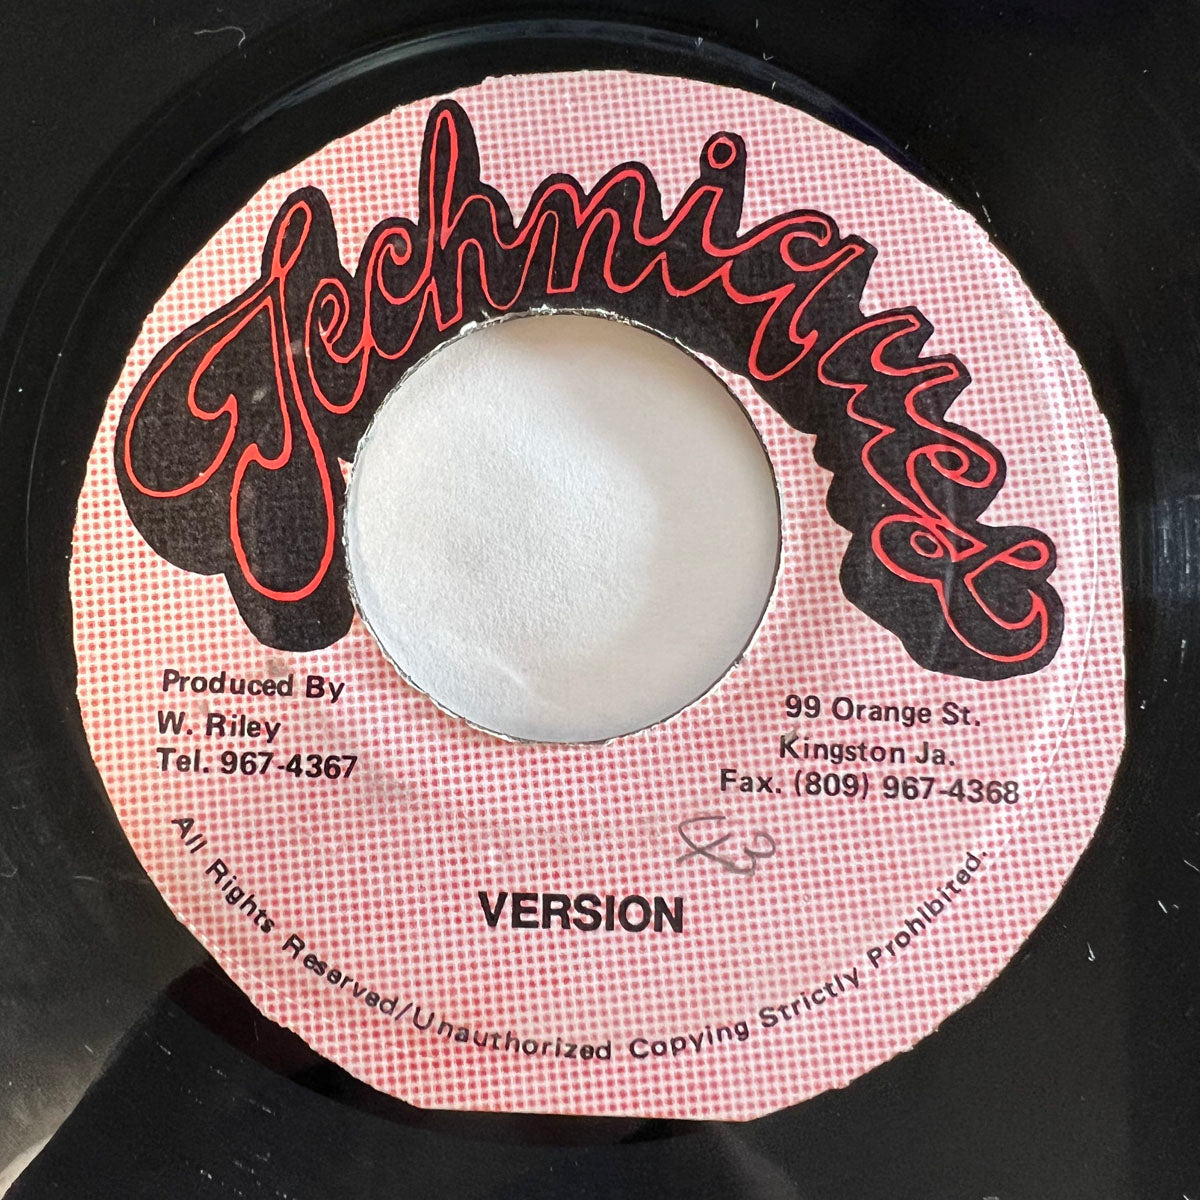 Techniques
Produced By
W. Riley
Tel. 967-4367
99 Orange St.
Kingston Ja.
Fax. (809) 967-4368
VERSION
All Rights Reserved/Unauthorized Copying Strictly Prohibited.